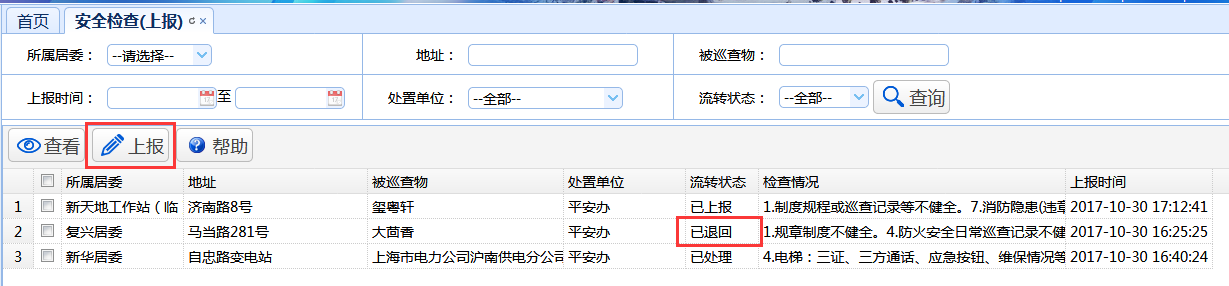 首页 安全检查(上报)
所属居委： --请选择-- 地址： 被巡查物：
上报时间： 至 处置单位： --全部-- 流转状态： --全部-- 查询
查看 上报 帮助
所属居委 地址 被巡查物 处置单位 流转状态 检查情况 上报时间
1 新天地工作站（临 济南路8号 玺粤轩 平安办 已上报 1.制度规程或巡查记录等不健全。7.消防隐患(违章 2017-10-30 17:12:41
2 复兴居委 马当路281号 大茴香 平安办 已退回 1.规章制度不健全。4.防火安全日常巡查记录不健 2017-10-30 16:25:25
3 新华居委 自忠路变电站 上海市电力公司沪南供电分公 平安办 已处理 4.电梯：三证、三方通话、应急按钮、维保情况等 2017-10-30 16:40:24